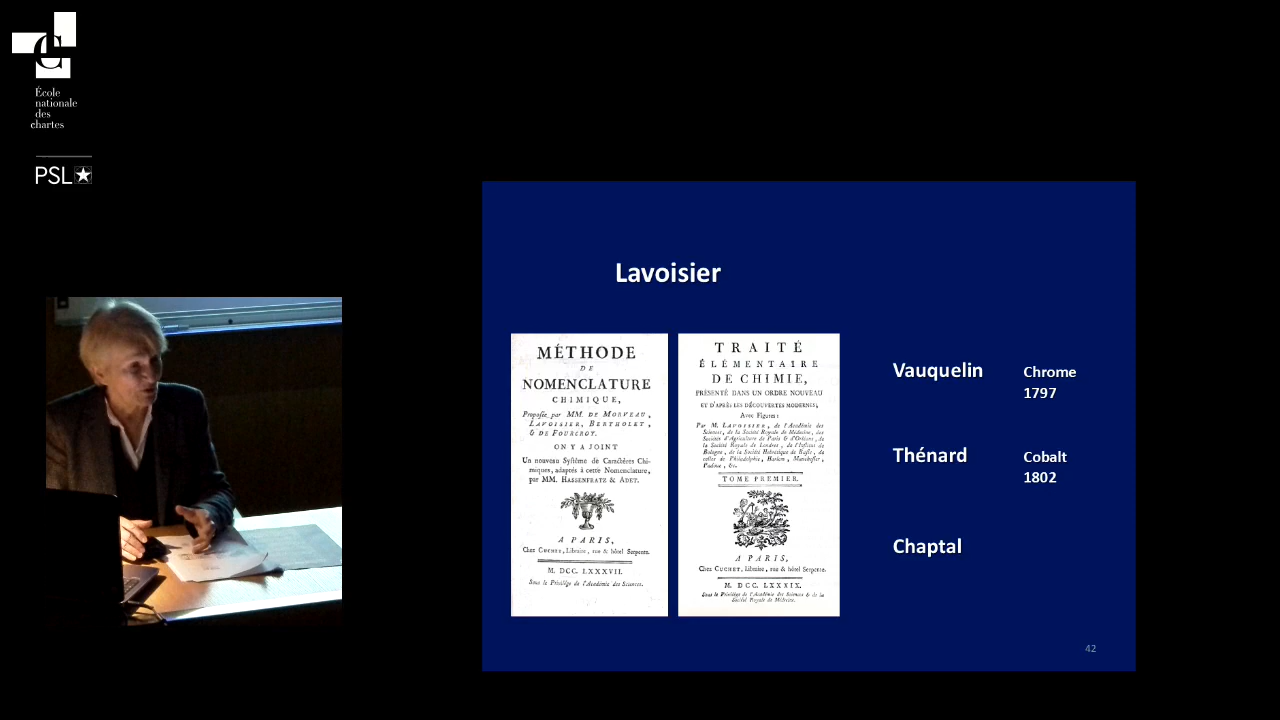 École
nationale
des
chartes
PSL
Lavoisier
MÉTHODE
DE
NOMENCLATURE
CHIMIQUE,
Proposée par MM. DE MORVEAU,
LAVOISIER, BERTHOLET,
& DE FOURCROY.
ON Y A JOINT
Un nouveau Système de Caractères Chi-
miques, adaptés à cette Nomenclature,
par MM. HASSENFRATZ & ADET.
A PARIS,
Chez CUCHET, Libraire, rue & hôtel Serpente.
M. DCC. LXXXVII.
Sous le Privilége de l'Académie des Sciences.
TRAITÉ
ÉLÉMENTAIRE
DE CHIMIE,
PRÉSENTÉ DANS UN ORDRE NOUVEAU
ET D'APRÈS LES DÉCOUVERTES MODERNES;
Avec Figures:
Par M. LAVOISIER, de l'Académie des
Sciences, de la Société Royale de Médecine, des
Sociétés d'Agriculture de Paris & d'Orléans, de
la Société Royale de Londres, de l'Institut de
Bologne, de la Société Helvétique de Basle, de
celles de Philadelphie, Harlem, Manchester,
Padoue, &c.
TOME PREMIER.
A PARIS,
Chez CUCHET, Libraire, rue & hôtel Serpente.
M. DCC. LXXXIX.
Sous le Privilège de l'Académie des Sciences & de la
Société Royale de Médecine.
Vauquelin
Chrome
1797
Thénard
Cobalt
1802
Chaptal
42